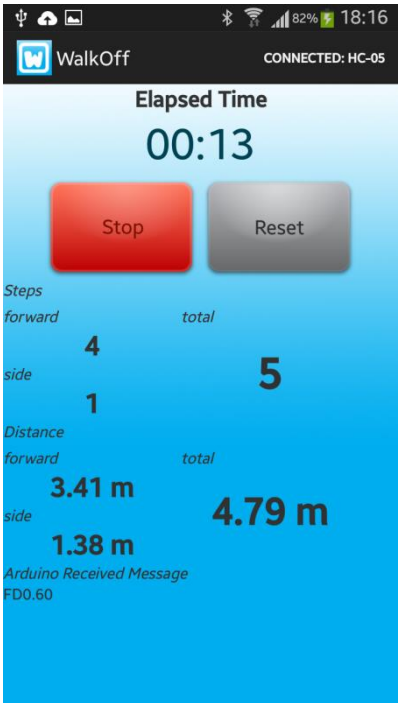 82% 18:16
W WalkOff CONNECTED: HC-05
Elapsed Time
00:13
Stop Reset
Steps
forward total
4
side
5
1
Distance
forward total
3.41 m
side
4.79 m
1.38 m
Arduino Received Message
FD0.60